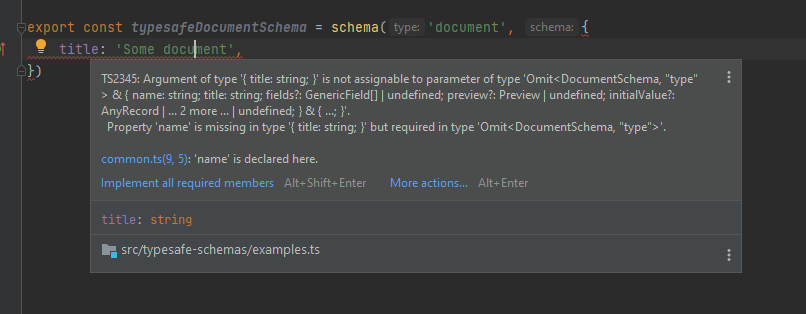 export const typesafeDocumentSchema = schema( type: 'document', schema: {
title: 'Some document',
})
TS2345: Argument of type '{ title: string; }' is not assignable to parameter of type 'Omit<DocumentSchema, "type"
> & { name: string; title: string; fields?: GenericField[] | undefined; preview?: Preview | undefined; initialValue?:
AnyRecord | ... 2 more ... | undefined; } & { ...; }'.
Property 'name' is missing in type '{ title: string; }' but required in type 'Omit<DocumentSchema, "type">'.
common.ts(9, 5): 'name' is declared here.
Implement all required members Alt+Shift+Enter More actions... Alt+Enter
title: string
src/typesafe-schemas/examples.ts